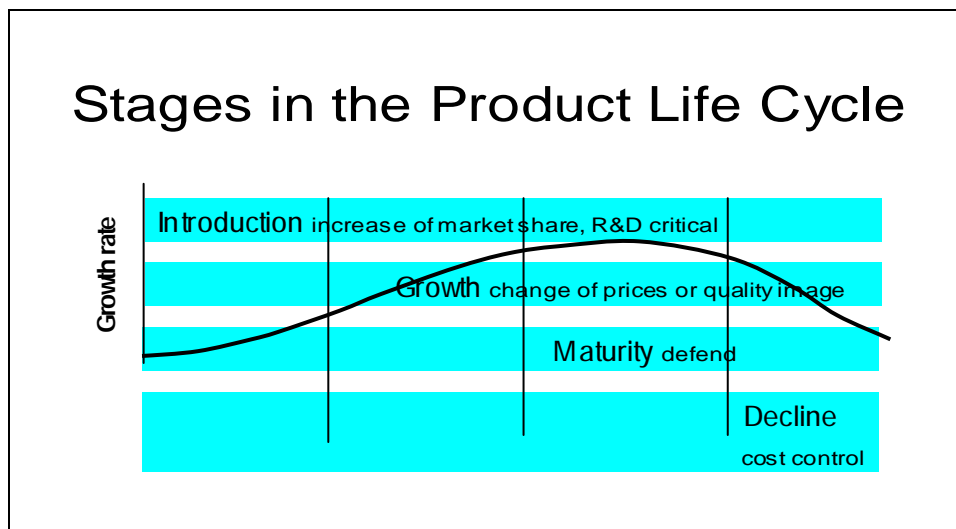 Stages in the Product Life Cycle
Growth rate
Introduction increase of market share, R&D critical
Growth change of prices or quality image
Maturity defend
Decline
cost control